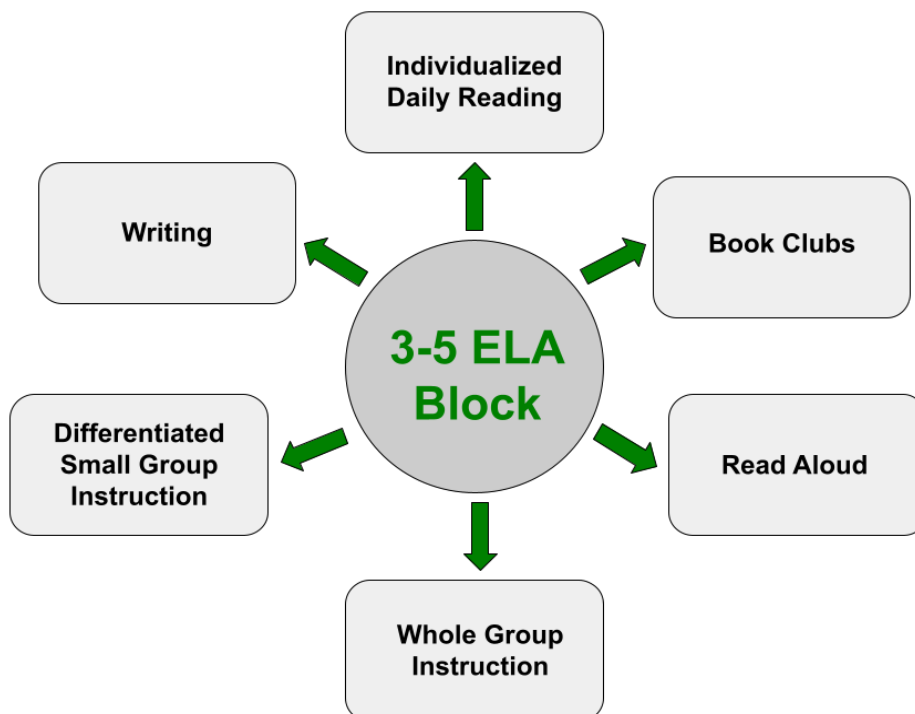 Individualized
Daily Reading
Writing
Book Clubs
3-5 ELA
Block
Differentiated
Small Group
Instruction
Read Aloud
Whole Group
Instruction